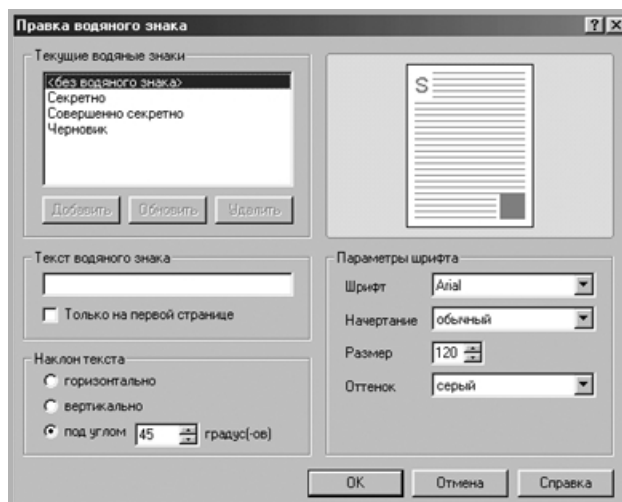 Правка водяного знака
Текущие водяные знаки
<без водяного знака>
Секретно
Совершенно секретно
Черновик
Добавить Обновить Удалить
S
Текст водяного знака
Только на первой странице
Наклон текста
горизонтально
вертикально
под углом 45 градус(-ов)
Параметры шрифта
Шрифт Arial
Начертание обычный
Размер 120
Оттенок серый
OK Отмена Справка